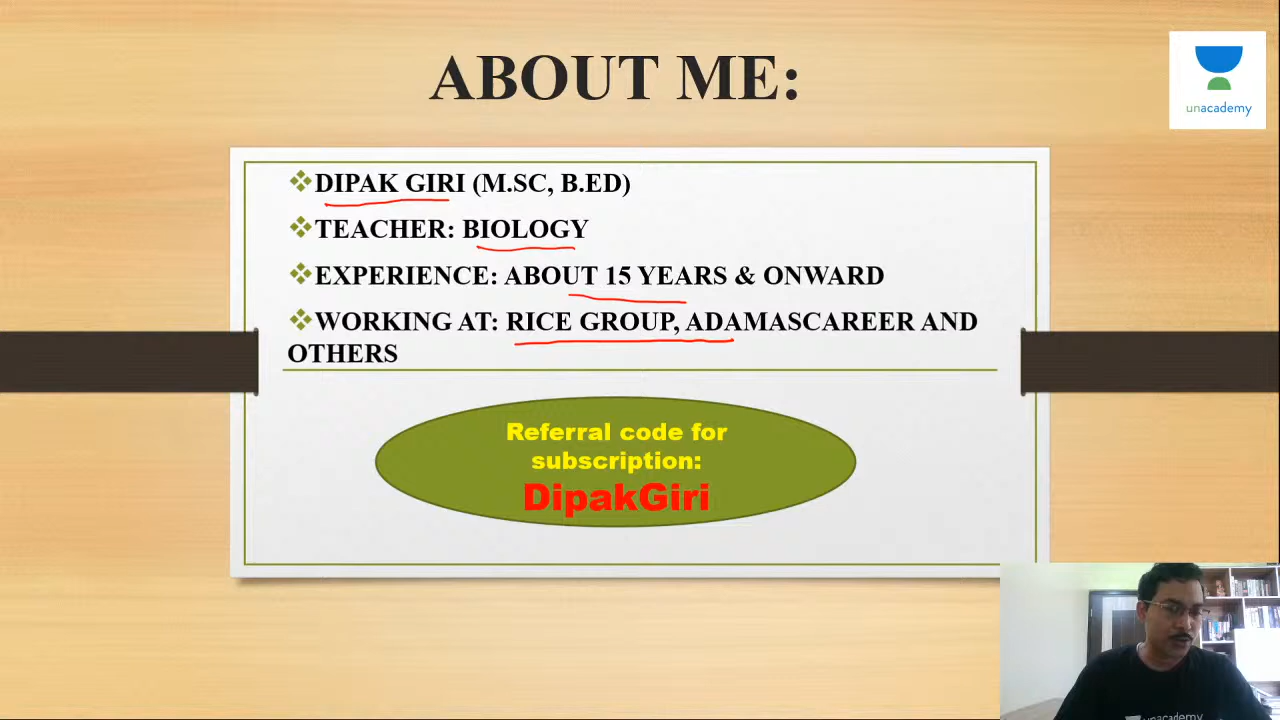 ABOUT ME:
unacademy
DIPAK GIRI (M.SC, B.ED)
TEACHER: BIOLOGY
EXPERIENCE: ABOUT 15 YEARS & ONWARD
WORKING AT: RICE GROUP, ADAMASCAREER AND
OTHERS
Referral code for
subscription:
DipakGiri
unacademy